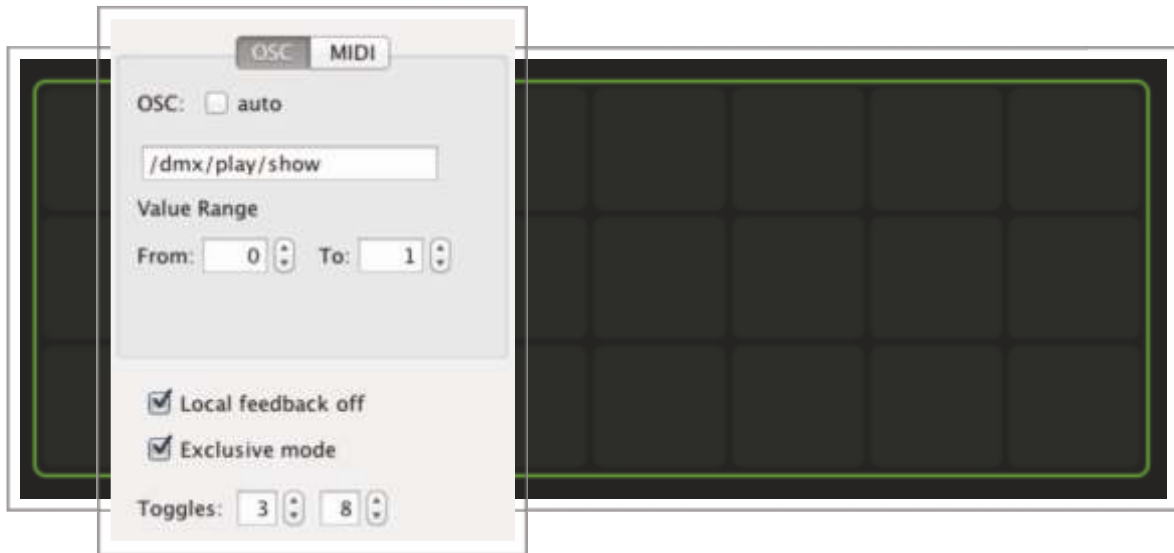 OSC MIDI
OSC: auto
/dmx/play/show
Value Range
From: 0 To: 1
Local feedback off
Exclusive mode
Toggles: 3 8